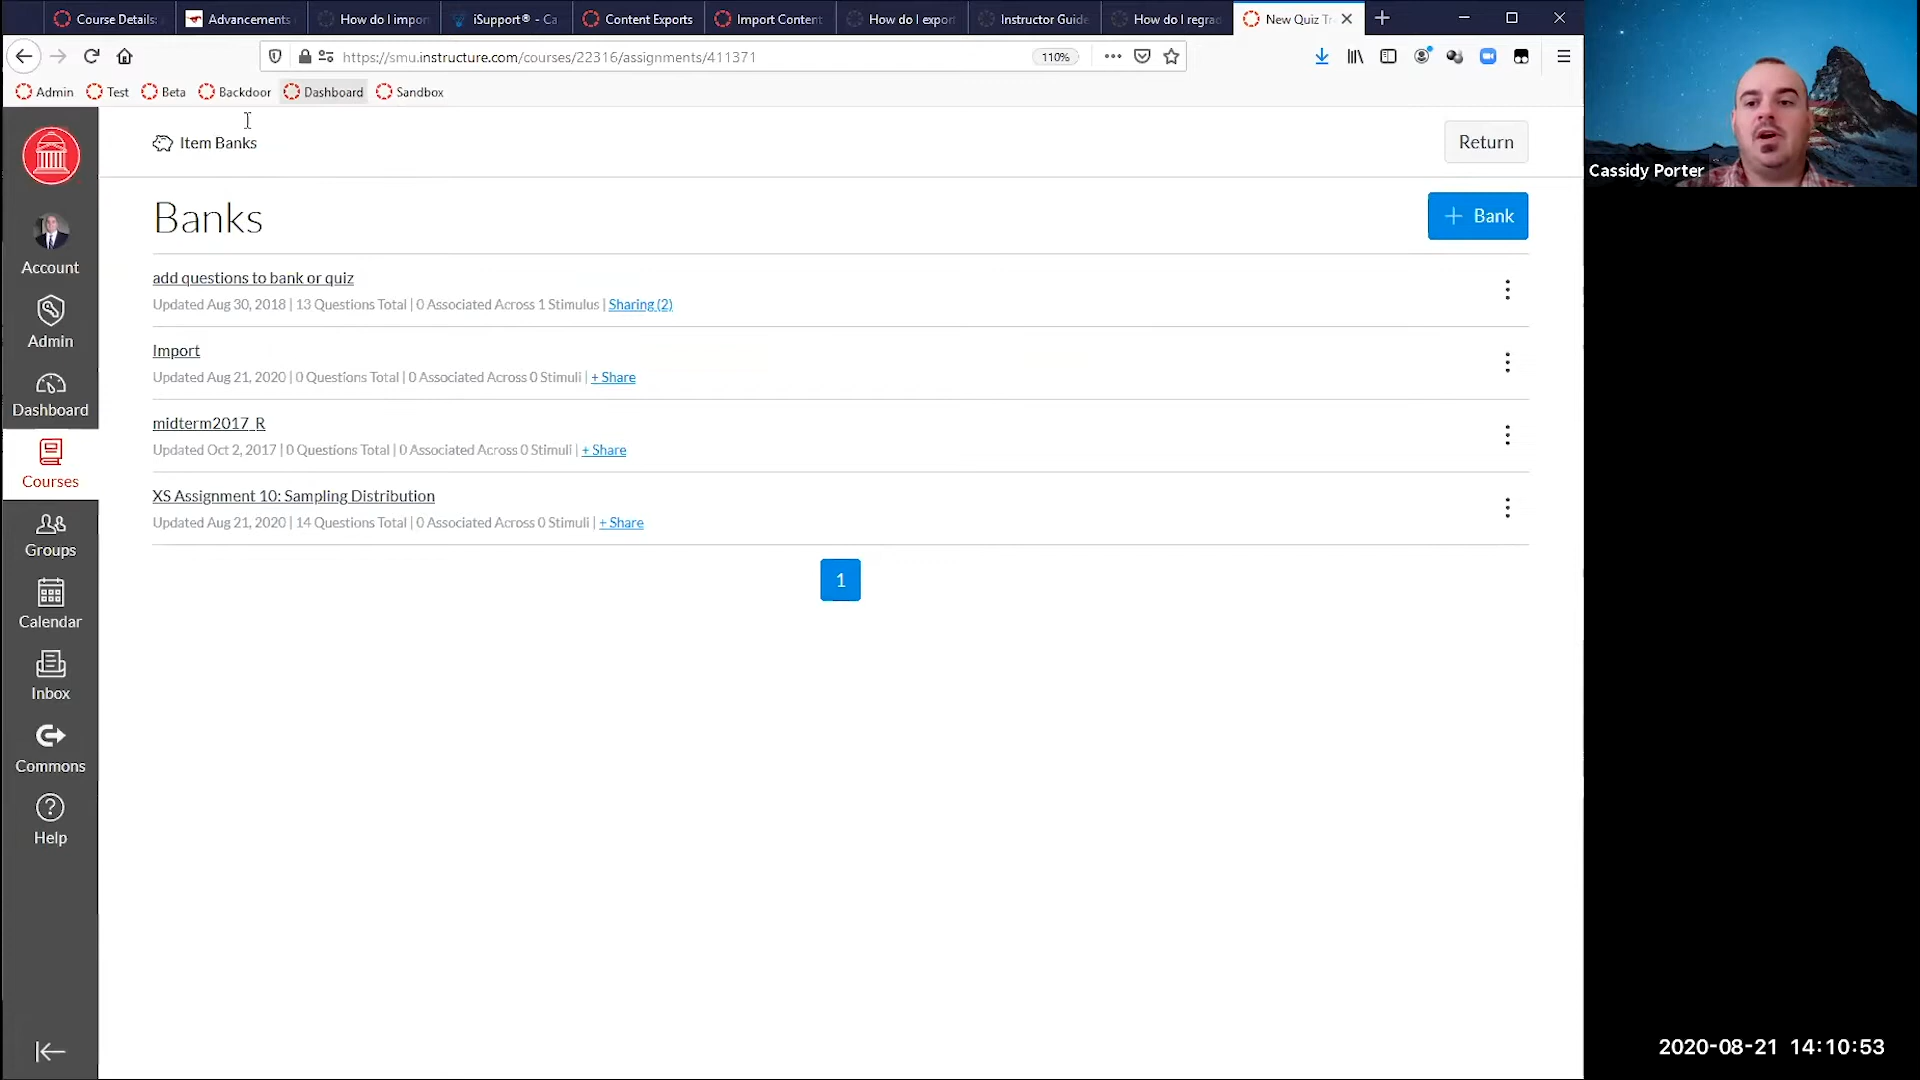 Course Details:
Advancements
How do I impor
iSupport® - Ca
Content Exports
Import Content
How do I expor
Instructor Guide
How do I regra
New Quiz Tr
https://smu.instructure.com/courses/22316/assignments/411371
110%
Admin
Test
Beta
Backdoor
Dashboard
Sandbox
Item Banks
Return
Cassidy Porter
Banks
+ Bank
add questions to bank or quiz
Updated Aug 30, 2018 | 13 Questions Total | 0 Associated Across 1 Stimulus | Sharing (2)
Import
Updated Aug 21, 2020 | 0 Questions Total | 0 Associated Across 0 Stimuli | + Share
midterm2017_R
Updated Oct 2, 2017 | 0 Questions Total | 0 Associated Across 0 Stimuli | + Share
XS Assignment 10: Sampling Distribution
Updated Aug 21, 2020 | 14 Questions Total | 0 Associated Across 0 Stimuli | + Share
1
Account
Admin
Dashboard
Courses
Groups
Calendar
Inbox
Commons
Help
2020-08-21 14:10:53